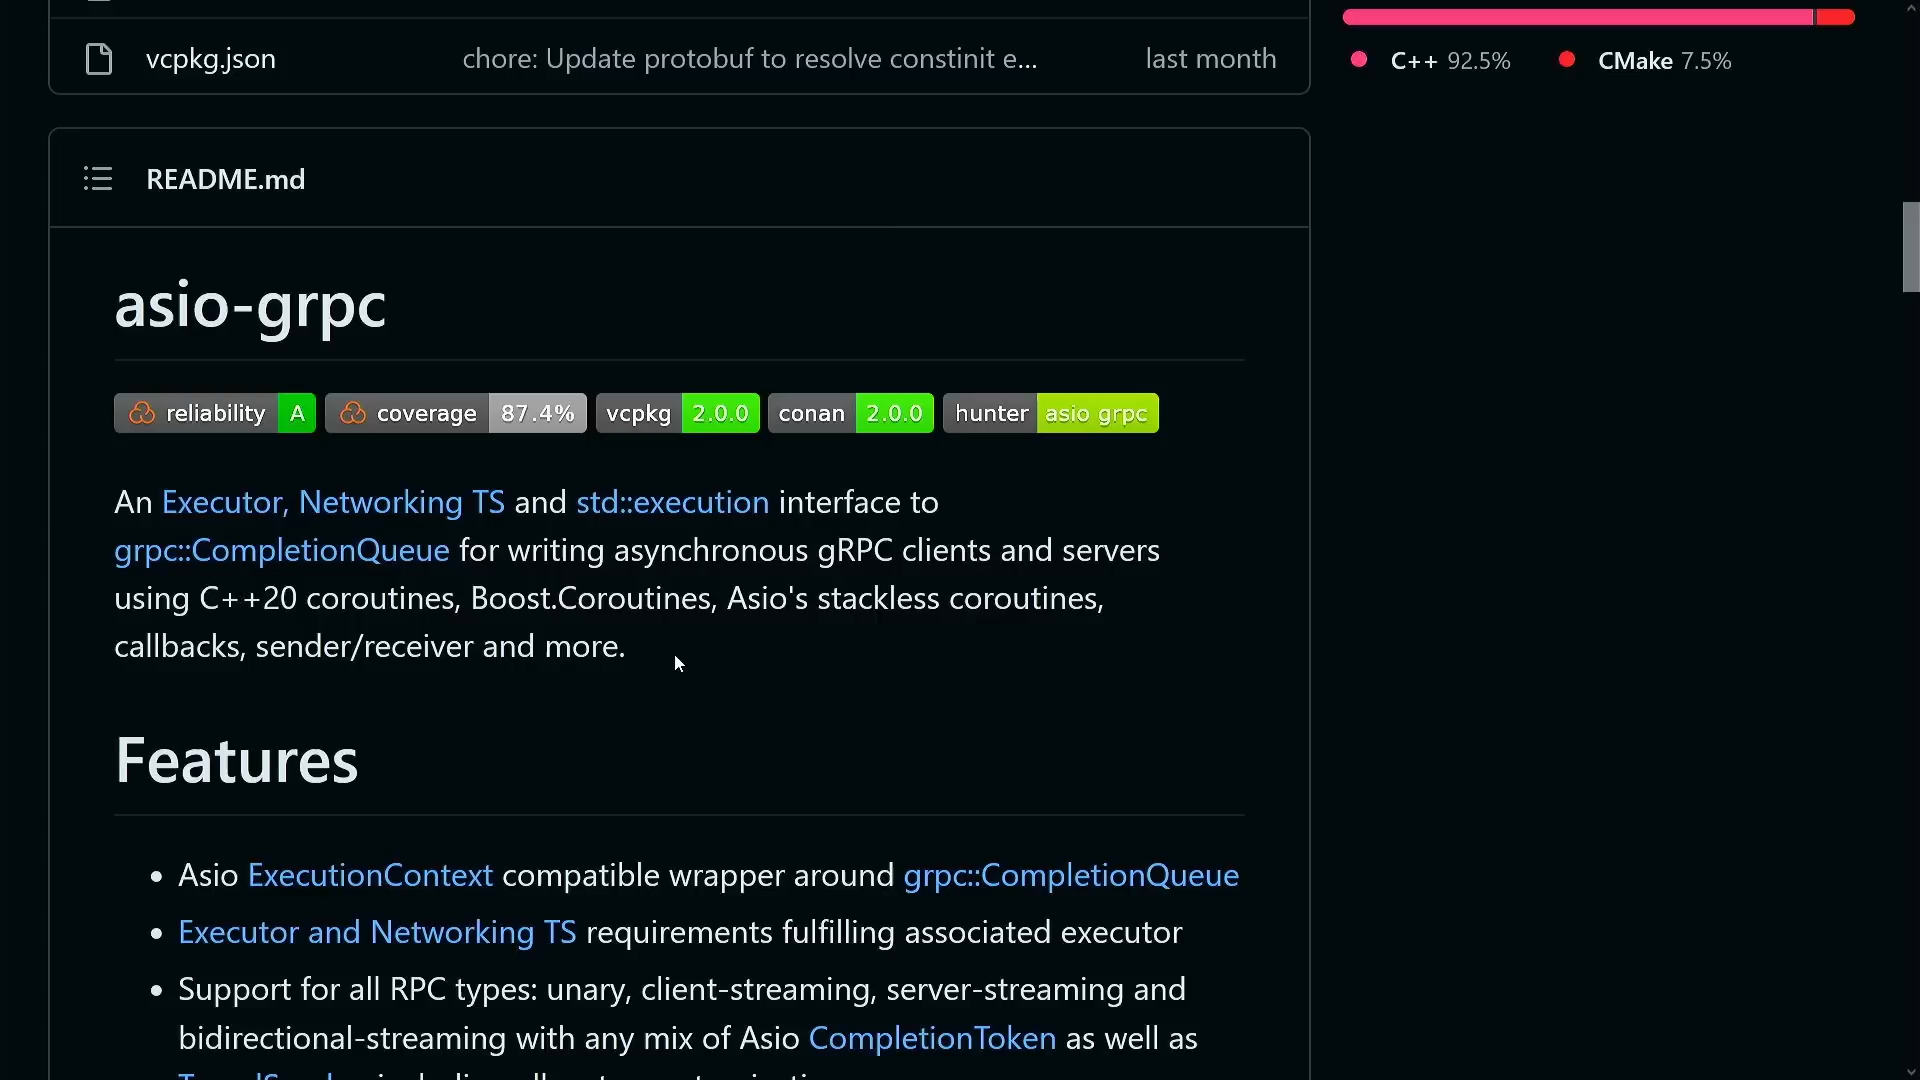 vcpkg.json chore: Update protobuf to resolve constinit e... last month
C++ 92.5% CMake 7.5%
README.md
asio-grpc
reliability A coverage 87.4% vcpkg 2.0.0 conan 2.0.0 hunter asio grpc
An Executor, Networking TS and std::execution interface to
grpc::CompletionQueue for writing asynchronous gRPC clients and servers
using C++20 coroutines, Boost.Coroutines, Asio's stackless coroutines,
callbacks, sender/receiver and more.
Features
• Asio ExecutionContext compatible wrapper around grpc::CompletionQueue
• Executor and Networking TS requirements fulfilling associated executor
• Support for all RPC types: unary, client-streaming, server-streaming and
bidirectional-streaming with any mix of Asio CompletionToken as well as